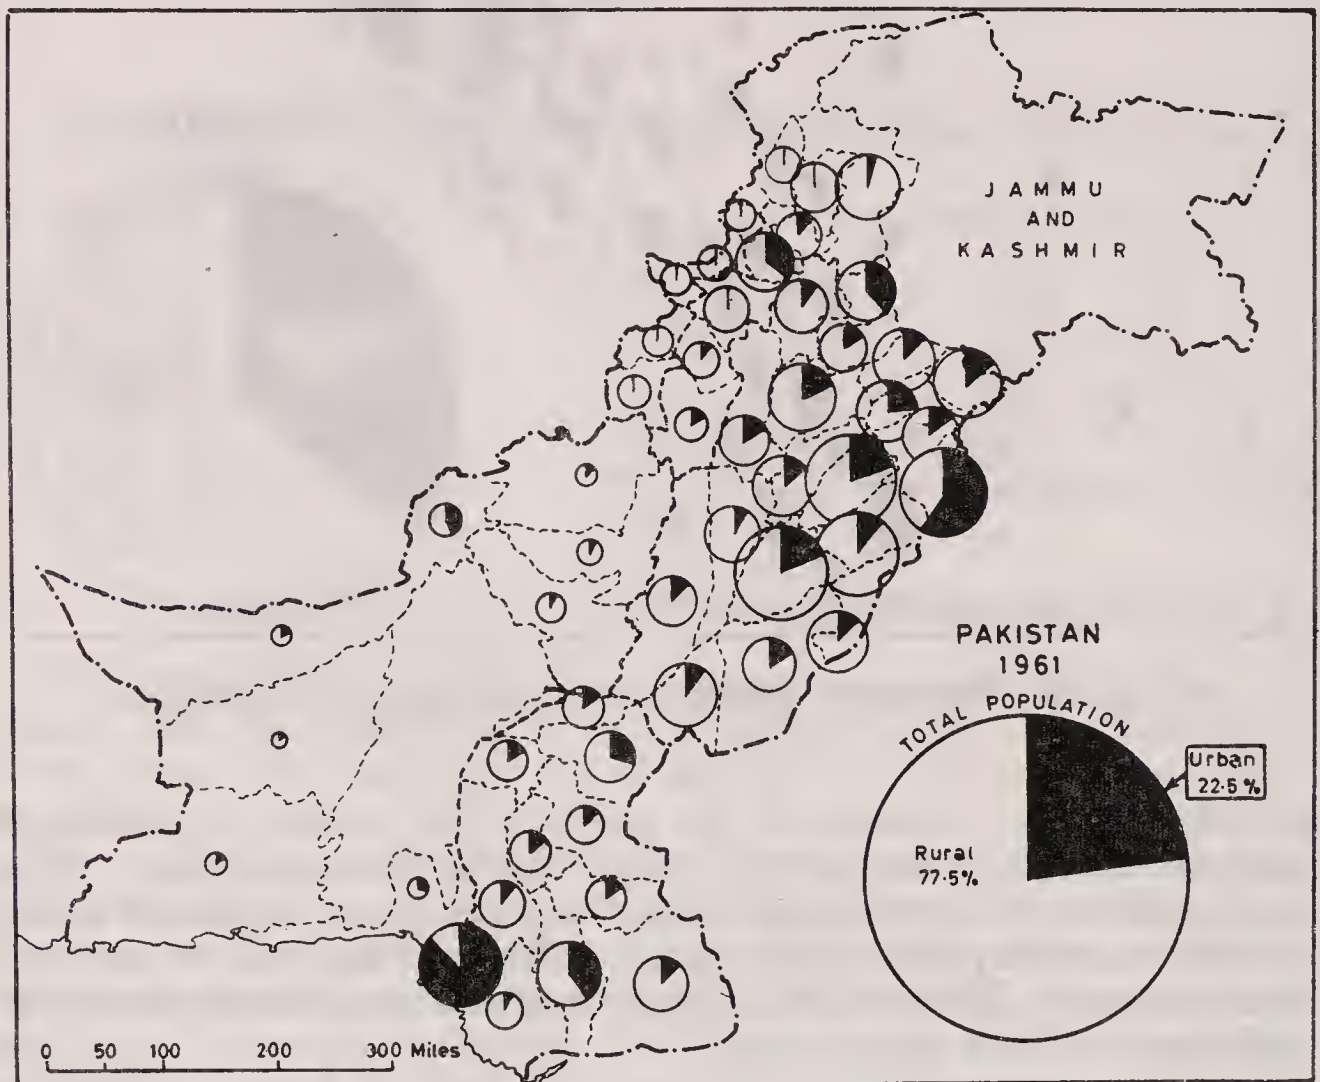 JAMMU
AND
KASHMIR
PAKISTAN
1961
TOTAL POPULATION
Urban
22·5 %
Rural
77·5%
0 50 100 200 300 Miles